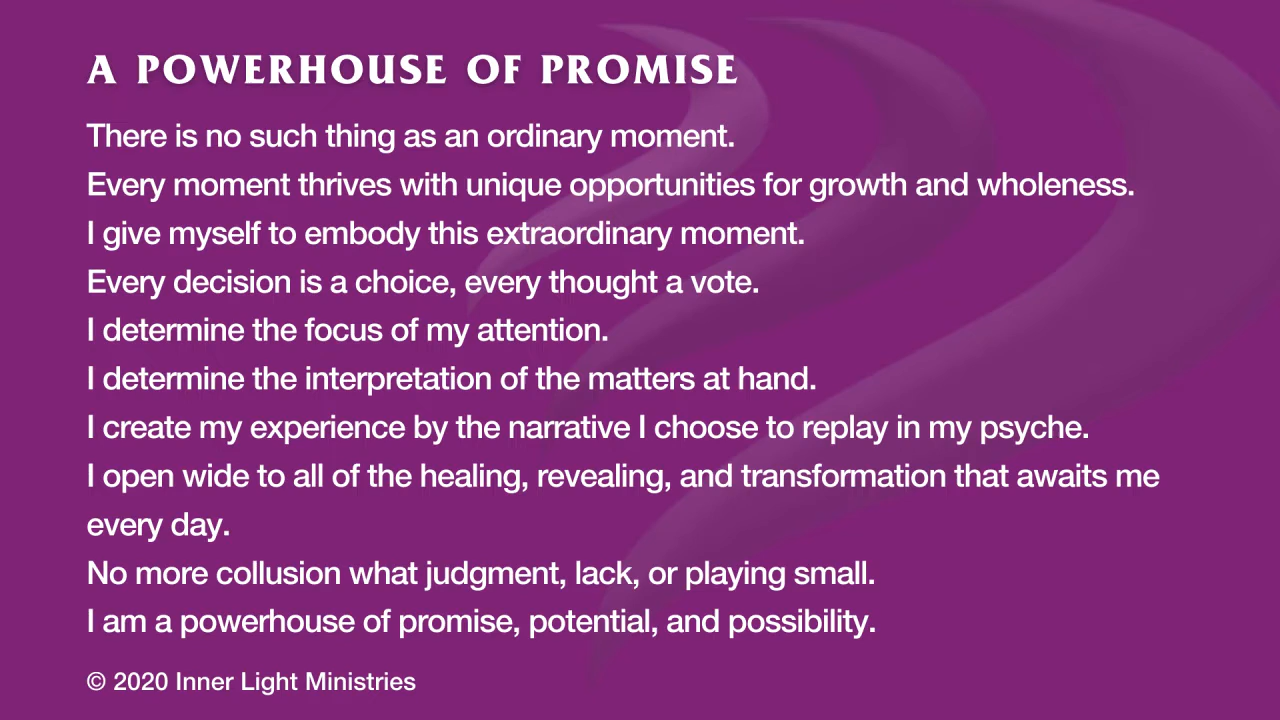 A POWERHOUSE OF PROMISE
There is no such thing as an ordinary moment.
Every moment thrives with unique opportunities for growth and wholeness.
I give myself to embody this extraordinary moment.
Every decision is a choice, every thought a vote.
I determine the focus of my attention.
I determine the interpretation of the matters at hand.
I create my experience by the narrative I choose to replay in my psyche.
I open wide to all of the healing, revealing, and transformation that awaits me
every day.
No more collusion what judgment, lack, or playing small.
I am a powerhouse of promise, potential, and possibility.
© 2020 Inner Light Ministries